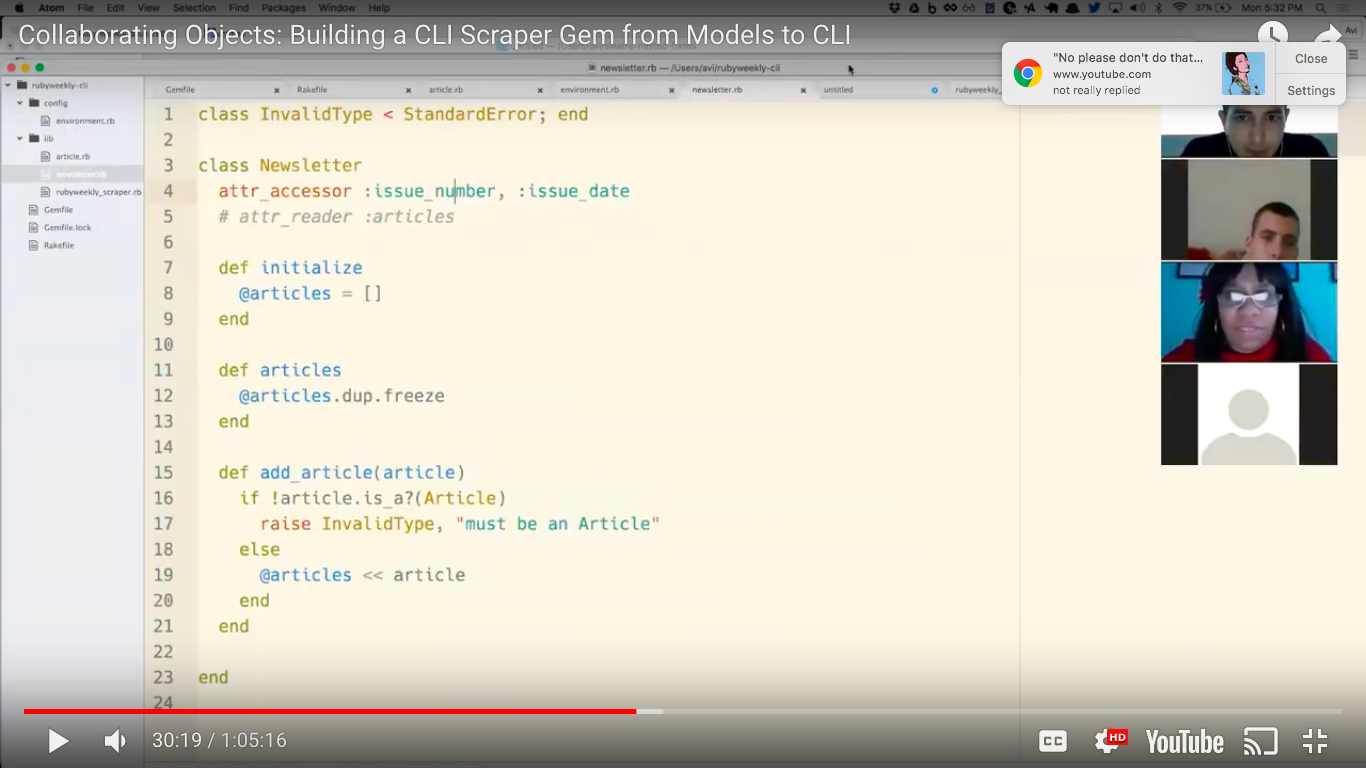 Atom File Edit View Selection Find Packages Window Help
37% Mon 5:32 PM
Collaborating Objects: Building a CLI Scraper Gem from Models to CLI
Avi
newsletter.rb — /Users/avi/rubyweekly-cli
"No please don't do that...
www.youtube.com
not really replied
Close
Settings
rubyweekly-cli
config
environment.rb
lib
article.rb
newsletter.rb
rubyweekly_scraper.rb
Gemfile
Gemfile.lock
Rakefile
Gemfile Rakefile article.rb environment.rb newsletter.rb untitled rubyweekly_
1 class InvalidType < StandardError; end
2
3 class Newsletter
4 attr_accessor :issue_number, :issue_date
5 # attr_reader :articles
6
7 def initialize
8 @articles = []
9 end
10
11 def articles
12 @articles.dup.freeze
13 end
14
15 def add_article(article)
16 if !article.is_a?(Article)
17 raise InvalidType, "must be an Article"
18 else
19 @articles << article
20 end
21 end
22
23 end
24
30:19 / 1:05:16
CC
HD
YouTube